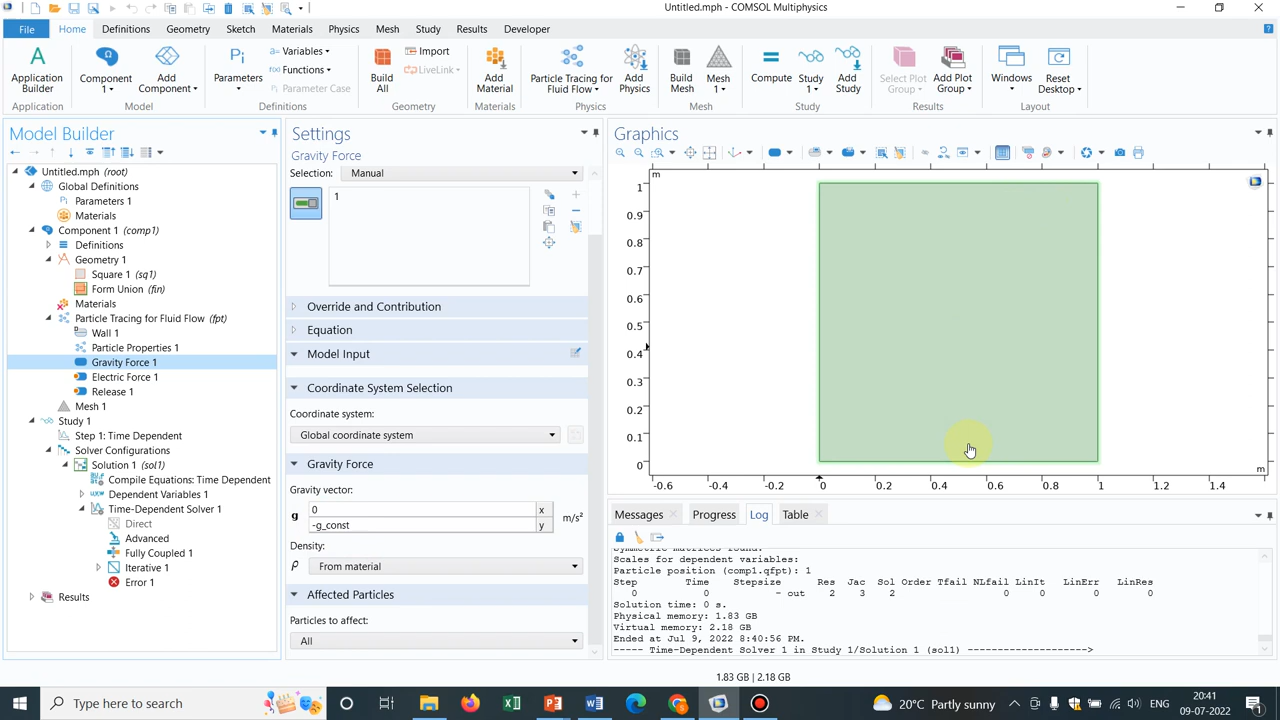 Untitled.mph - COMSOL Multiphysics
File Home Definitions Geometry Sketch Materials Physics Mesh Study Results Developer
Application Builder
Application
Component 1
Add Component
Model
Parameters
a= Variables
f(x) Functions
Pi Parameter Case
Definitions
Build All
Import
LiveLink
Geometry
Add Material
Materials
Particle Tracing for Fluid Flow
Add Physics
Physics
Build Mesh
Mesh 1
Mesh
Compute
Study 1
Add Study
Study
Select Plot Group
Add Plot Group
Results
Windows
Reset Desktop
Layout
Model Builder
Untitled.mph (root)
Global Definitions
Pi Parameters 1
Materials
Component 1 (comp1)
Definitions
Geometry 1
Square 1 (sq1)
Form Union (fin)
Materials
Particle Tracing for Fluid Flow (fpt)
Wall 1
Particle Properties 1
Gravity Force 1
Electric Force 1
Release 1
Mesh 1
Study 1
Step 1: Time Dependent
Solver Configurations
Solution 1 (sol1)
Compile Equations: Time Dependent
Dependent Variables 1
Time-Dependent Solver 1
Direct
Advanced
Fully Coupled 1
Iterative 1
Error 1
Results
Settings
Gravity Force
Selection: Manual
1
Override and Contribution
Equation
Model Input
Coordinate System Selection
Coordinate system:
Global coordinate system
Gravity Force
Gravity vector:
g 0 x
-g_const y m/s²
Density:
ρ From material
Affected Particles
Particles to affect:
All
Graphics
m
1
0.9
0.8
0.7
0.6
0.5
0.4
0.3
0.2
0.1
0
m
-0.6 -0.4 -0.2 0 0.2 0.4 0.6 0.8 1 1.2 1.4
Messages Progress Log Table
Symmetric matrices found.
Scales for dependent variables:
Particle position (comp1.qfpt): 1
Step Time Stepsize Res Jac Sol Order Tfail NLfail LinIt LinErr LinRes
0 0 - out 2 3 2 0 0 0 0
Solution time: 0 s.
Physical memory: 1.83 GB
Virtual memory: 2.18 GB
Ended at Jul 9, 2022 8:40:56 PM.
----- Time-Dependent Solver 1 in Study 1/Solution 1 (sol1) -------------------->
1.83 GB | 2.18 GB
Type here to search
20°C Partly sunny
ENG
20:41
09-07-2022